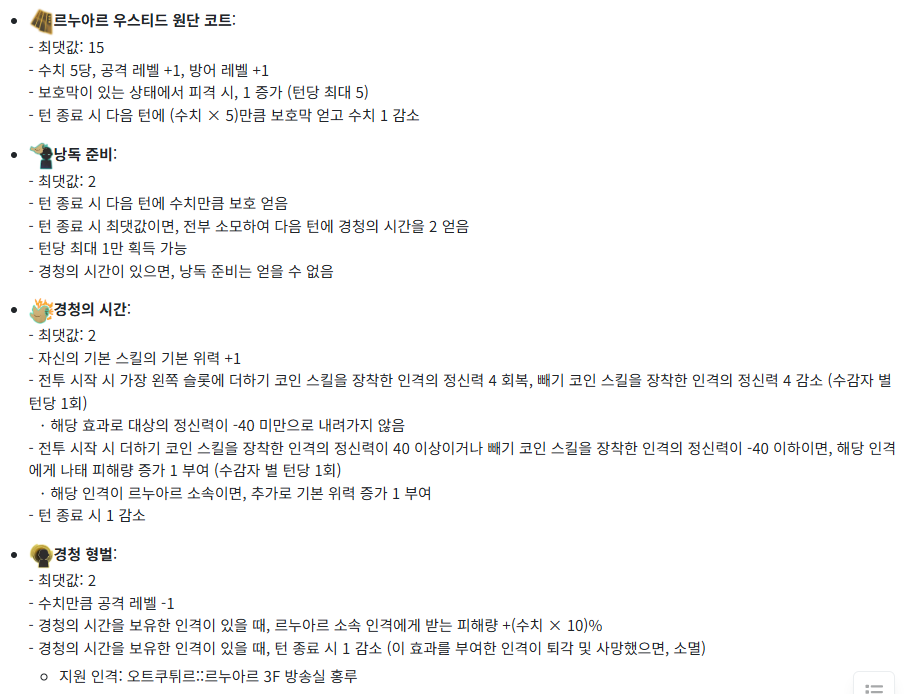 르누아르 우스티드 원단 코트:
- 최댓값: 15
- 수치 5당, 공격 레벨 +1, 방어 레벨 +1
- 보호막이 있는 상태에서 피격 시, 1 증가 (턴당 최대 5)
- 턴 종료 시 다음 턴에 (수치 × 5)만큼 보호막 얻고 수치 1 감소
낭독 준비:
- 최댓값: 2
- 턴 종료 시 다음 턴에 수치만큼 보호 얻음
- 턴 종료 시 최댓값이면, 전부 소모하여 다음 턴에 경청의 시간을 2 얻음
- 턴당 최대 1만 획득 가능
- 경청의 시간이 있으면, 낭독 준비는 얻을 수 없음
경청의 시간:
- 최댓값: 2
- 자신의 기본 스킬의 기본 위력 +1
- 전투 시작 시 가장 왼쪽 슬롯에 더하기 코인 스킬을 장착한 인격의 정신력 4 회복, 빼기 코인 스킬을 장착한 인격의 정신력 4 감소 (수감자 별
턴당 1회)
· 해당 효과로 대상의 정신력이 -40 미만으로 내려가지 않음
- 전투 시작 시 더하기 코인 스킬을 장착한 인격의 정신력이 40 이상이거나 빼기 코인 스킬을 장착한 인격의 정신력이 -40 이하이면, 해당 인격
에게 나태 피해량 증가 1 부여 (수감자 별 턴당 1회)
· 해당 인격이 르누아르 소속이면, 추가로 기본 위력 증가 1 부여
- 턴 종료 시 1 감소
경청 형벌:
- 최댓값: 2
- 수치만큼 공격 레벨 -1
- 경청의 시간을 보유한 인격이 있을 때, 르누아르 소속 인격에게 받는 피해량 +(수치 × 10)%
- 경청의 시간을 보유한 인격이 있을 때, 턴 종료 시 1 감소 (이 효과를 부여한 인격이 퇴각 및 사망했으면, 소멸)
지원 인격: 오트쿠튀르::르누아르 3F 방송실 홍루